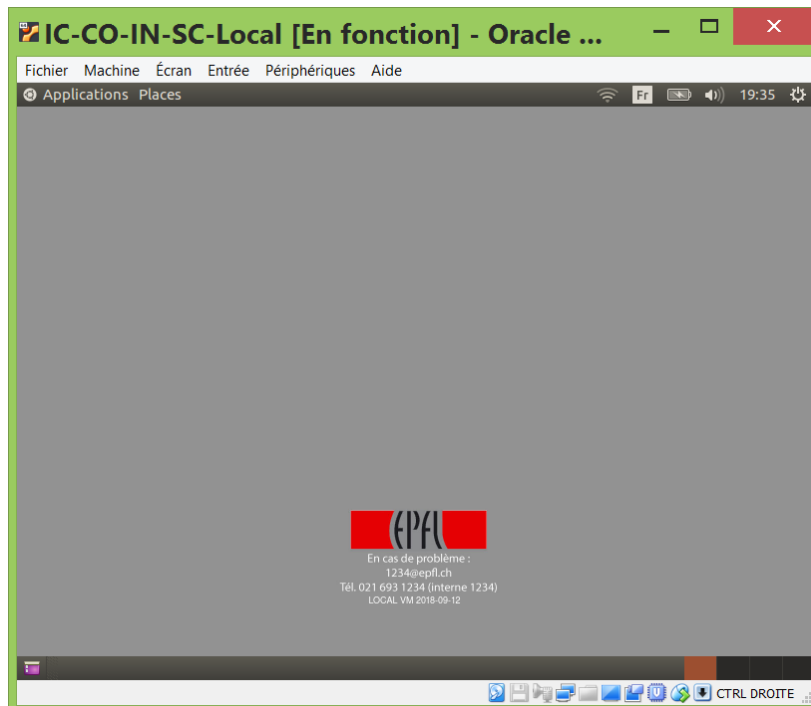 IC-CO-IN-SC-Local [En fonction] - Oracle ...
Fichier Machine Écran Entrée Périphériques Aide
Applications Places Fr 19:35
EPFL
En cas de problème :
1234@epfl.ch
Tél. 021 693 1234 (interne 1234)
LOCAL VM 2018-09-12
CTRL DROITE